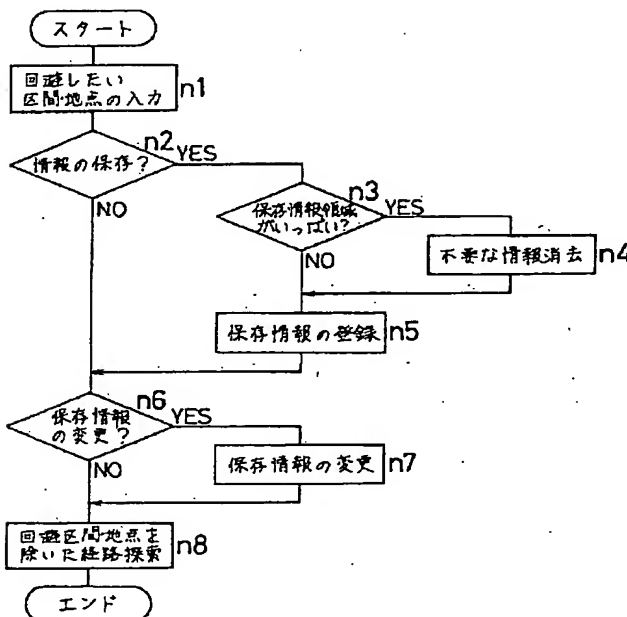 スタート
回避したい
区間・地点の入力
n1
n2
情報の保存?
YES
NO
n3
保存情報領域
がいっぱい?
YES
NO
不要な情報消去
n4
保存情報の登録
n5
n6
保存情報
の変更?
YES
NO
保存情報の変更
n7
回避区間・地点を
除いた経路探索
n8
エンド